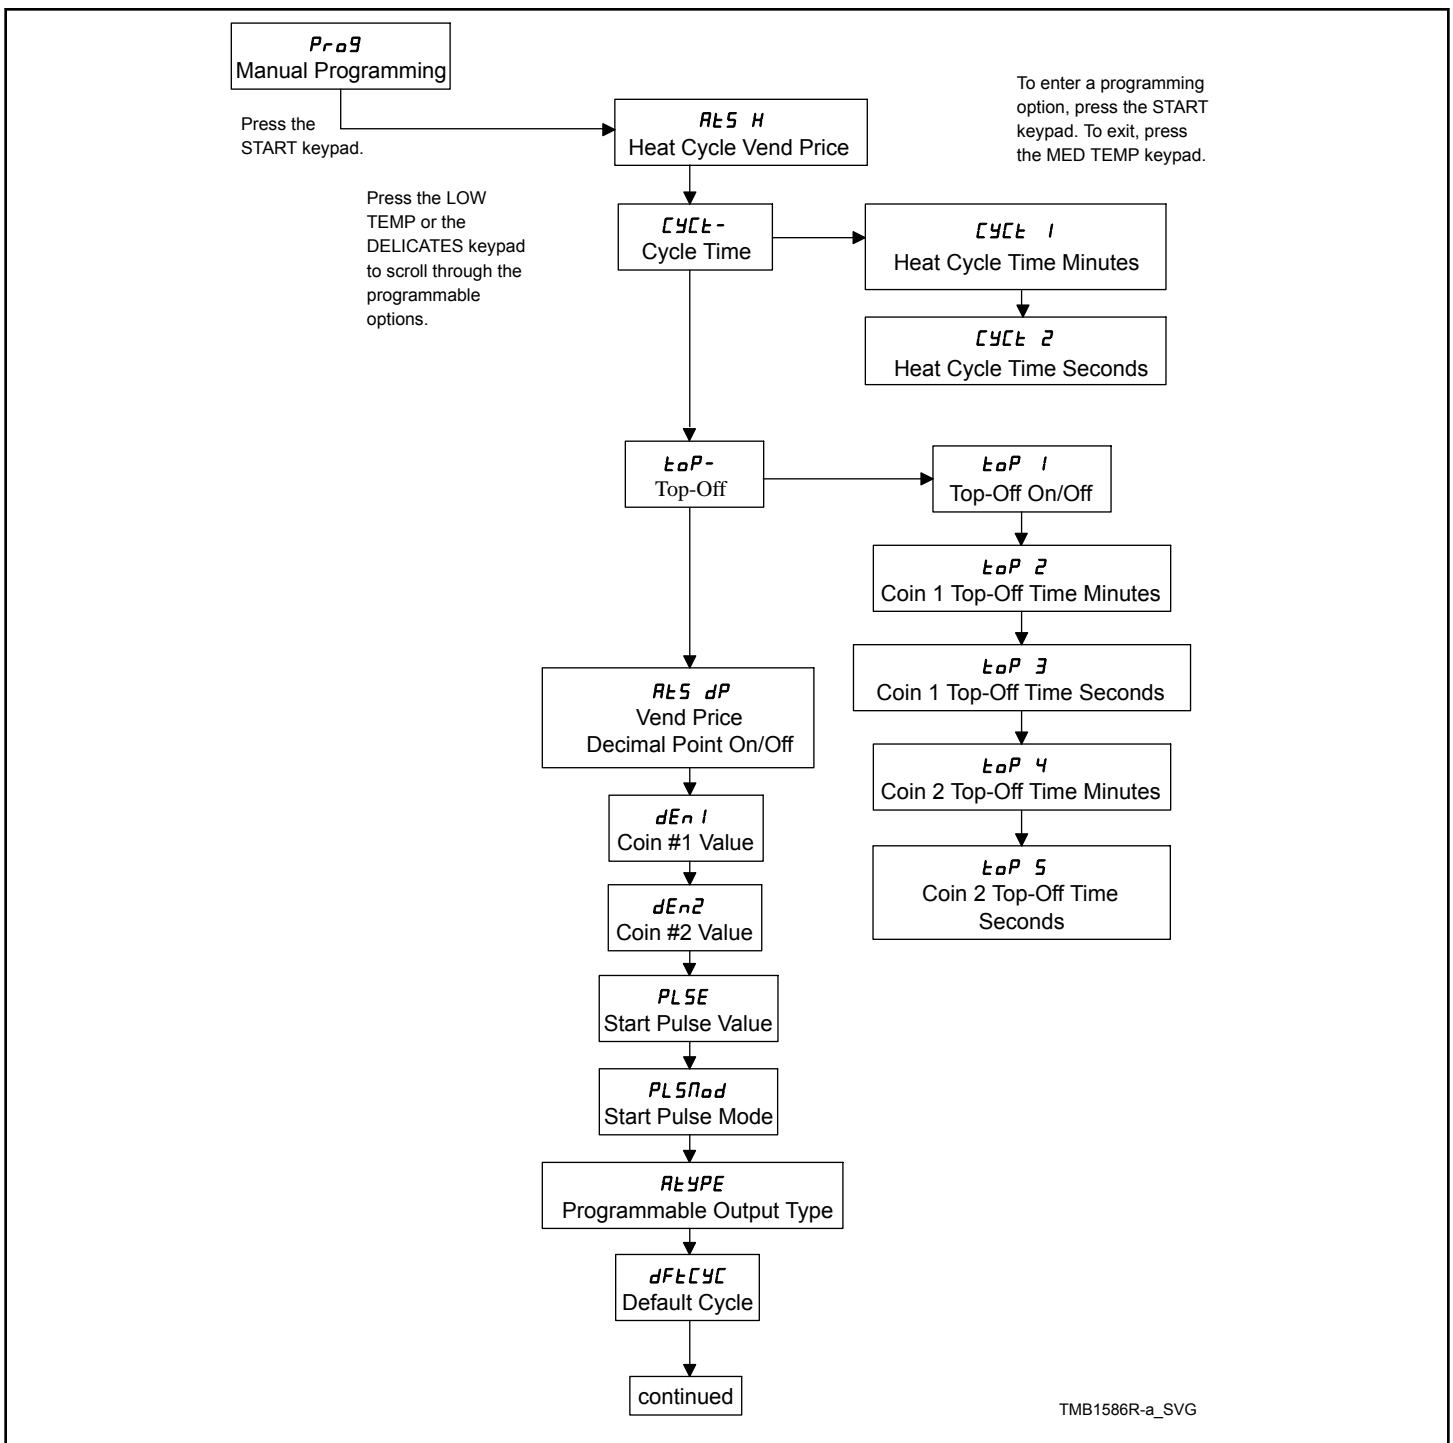 Prog
Manual Programming
Press the
START keypad.
AtS H
Heat Cycle Vend Price
To enter a programming
option, press the START
keypad. To exit, press
the MED TEMP keypad.
Press the LOW
TEMP or the
DELICATES keypad
to scroll through the
programmable
options.
CYCt-
Cycle Time
CYCt 1
Heat Cycle Time Minutes
CYCt 2
Heat Cycle Time Seconds
toP-
Top-Off
toP 1
Top-Off On/Off
toP 2
Coin 1 Top-Off Time Minutes
toP 3
Coin 1 Top-Off Time Seconds
toP 4
Coin 2 Top-Off Time Minutes
toP 5
Coin 2 Top-Off Time
Seconds
AtS dP
Vend Price
Decimal Point On/Off
dEn1
Coin #1 Value
dEn2
Coin #2 Value
PLSE
Start Pulse Value
PLSMod
Start Pulse Mode
AtYPE
Programmable Output Type
dFtCYC
Default Cycle
continued
TMB1586R-a_SVG